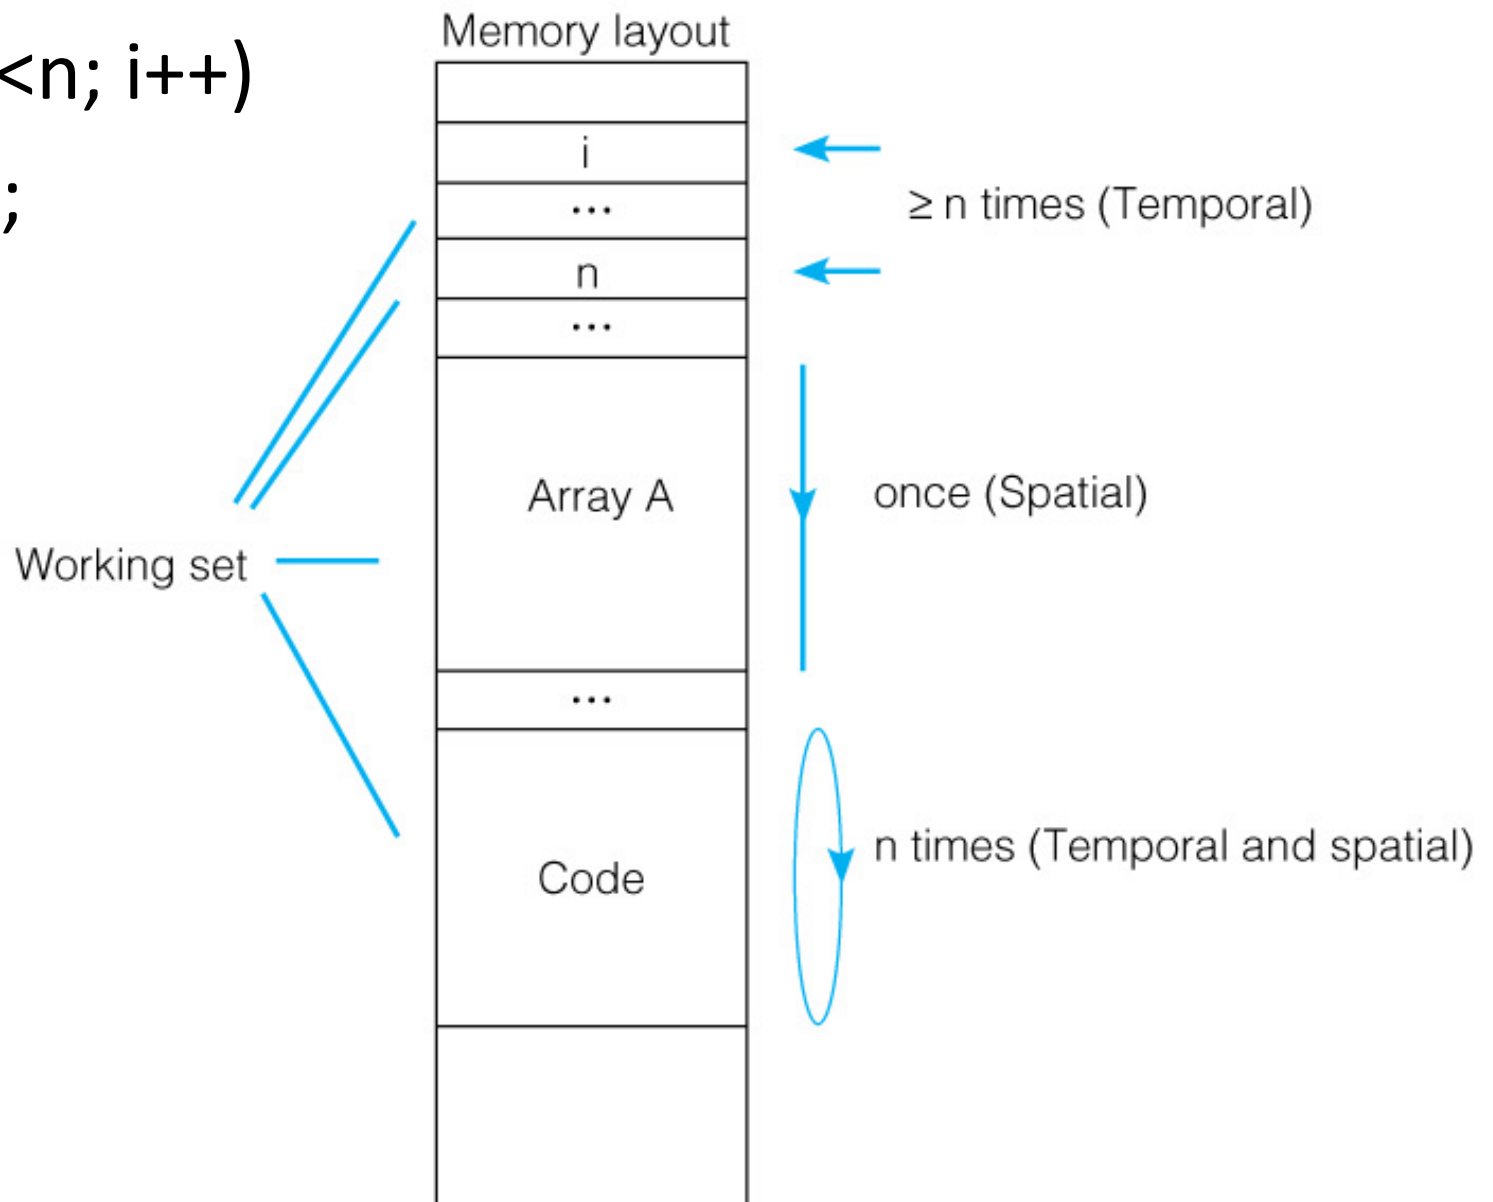 Memory layout
<n; i++)
;
i
...
≥ n times (Temporal)
n
...
Array A
once (Spatial)
Working set
...
Code
n times (Temporal and spatial)